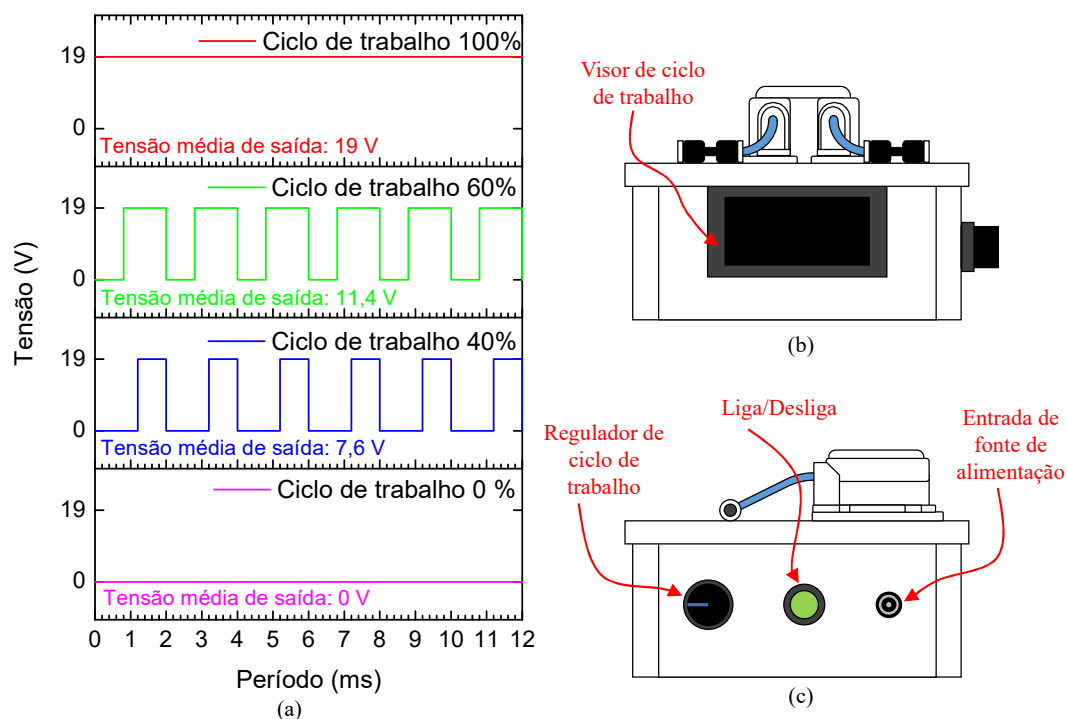 Tensão (V)
Ciclo de trabalho 100%
19
0
Tensão média de saída: 19 V
Ciclo de trabalho 60%
19
0
Tensão média de saída: 11,4 V
Ciclo de trabalho 40%
19
0
Tensão média de saída: 7,6 V
Ciclo de trabalho 0 %
19
0
Tensão média de saída: 0 V
0 1 2 3 4 5 6 7 8 9 10 11 12
Período (ms)
(a)
Visor de ciclo
de trabalho
(b)
Regulador de
ciclo de
trabalho
Liga/Desliga
Entrada de
fonte de
alimentação
(c)